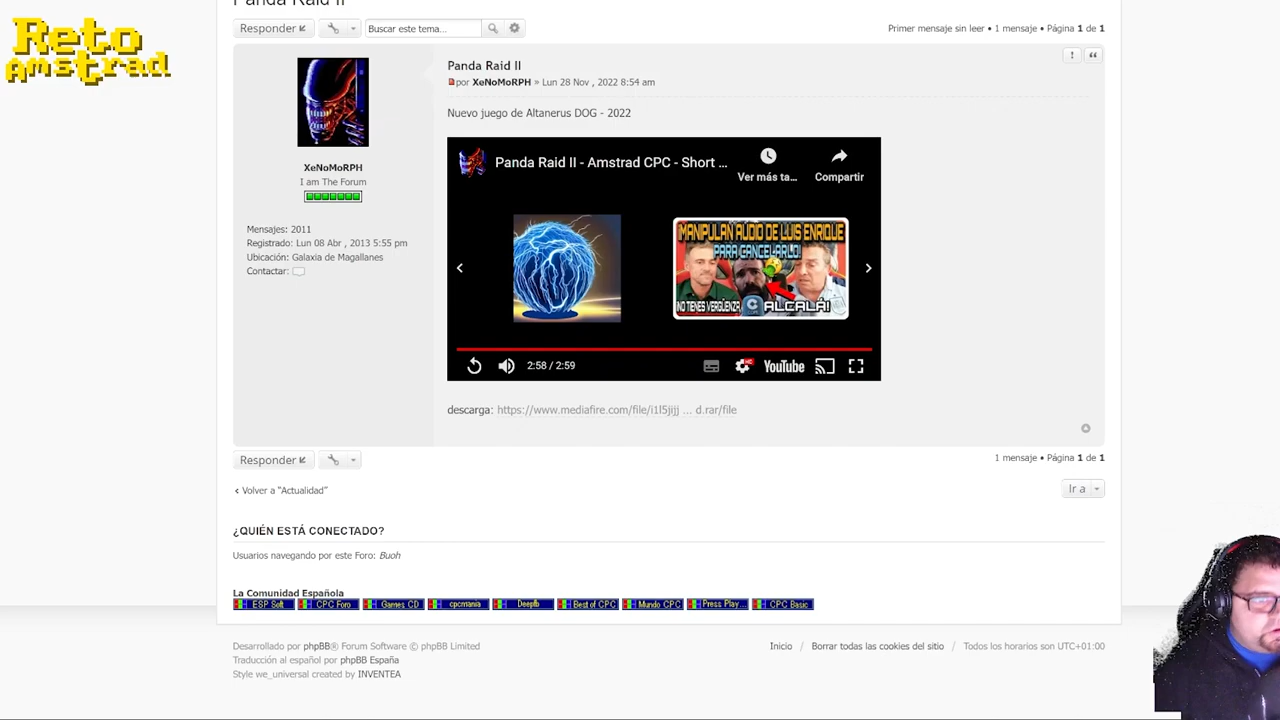 Panda Raid II
Reto
Amstrad
Responder
Buscar este tema…
Primer mensaje sin leer • 1 mensaje • Página 1 de 1
Panda Raid II
por XeNoMoRPH » Lun 28 Nov , 2022 8:54 am
Nuevo juego de Altanerus DOG - 2022
XeNoMoRPH
I am The Forum
Mensajes: 2011
Registrado: Lun 08 Abr , 2013 5:55 pm
Ubicación: Galaxia de Magallanes
Contactar:
Panda Raid II - Amstrad CPC - Short ...
Ver más ta...
Compartir
MANIPULAN AUDIO DE LUIS ENRIQUE
PARA CANCELARLO!
NO TIENES VERGÜENZA
ALCALÁ!
2:58 / 2:59
YouTube
descarga: https://www.mediafire.com/file/i1l5jijj ... d.rar/file
Responder
1 mensaje • Página 1 de 1
Volver a “Actualidad”
Ir a
¿QUIÉN ESTÁ CONECTADO?
Usuarios navegando por este Foro: Buoh
La Comunidad Española
ESP Soft
CPC Foro
Games CD
cpcmania
Best of CPC
Mundo CPC
Press Play...
CPC Basic
Desarrollado por phpBB® Forum Software © phpBB Limited
Inicio / Borrar todas las cookies del sitio / Todos los horarios son UTC+01:00
Traducción al español por phpBB España
Style we_universal created by INVENTEA